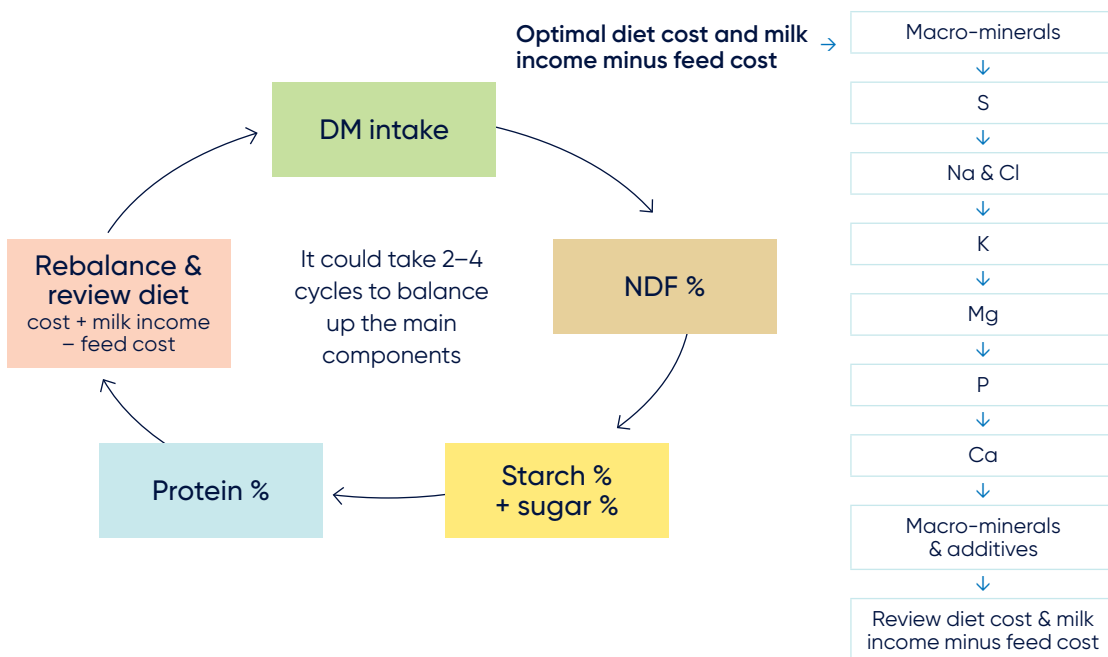 Optimal diet cost and milk
income minus feed cost
DM intake
NDF %
Starch %
+ sugar %
Protein %
Rebalance &
review diet
cost + milk income
– feed cost
It could take 2–4
cycles to balance
up the main
components
Macro-minerals
S
Na & Cl
K
Mg
P
Ca
Macro-minerals
& additives
Review diet cost & milk
income minus feed cost